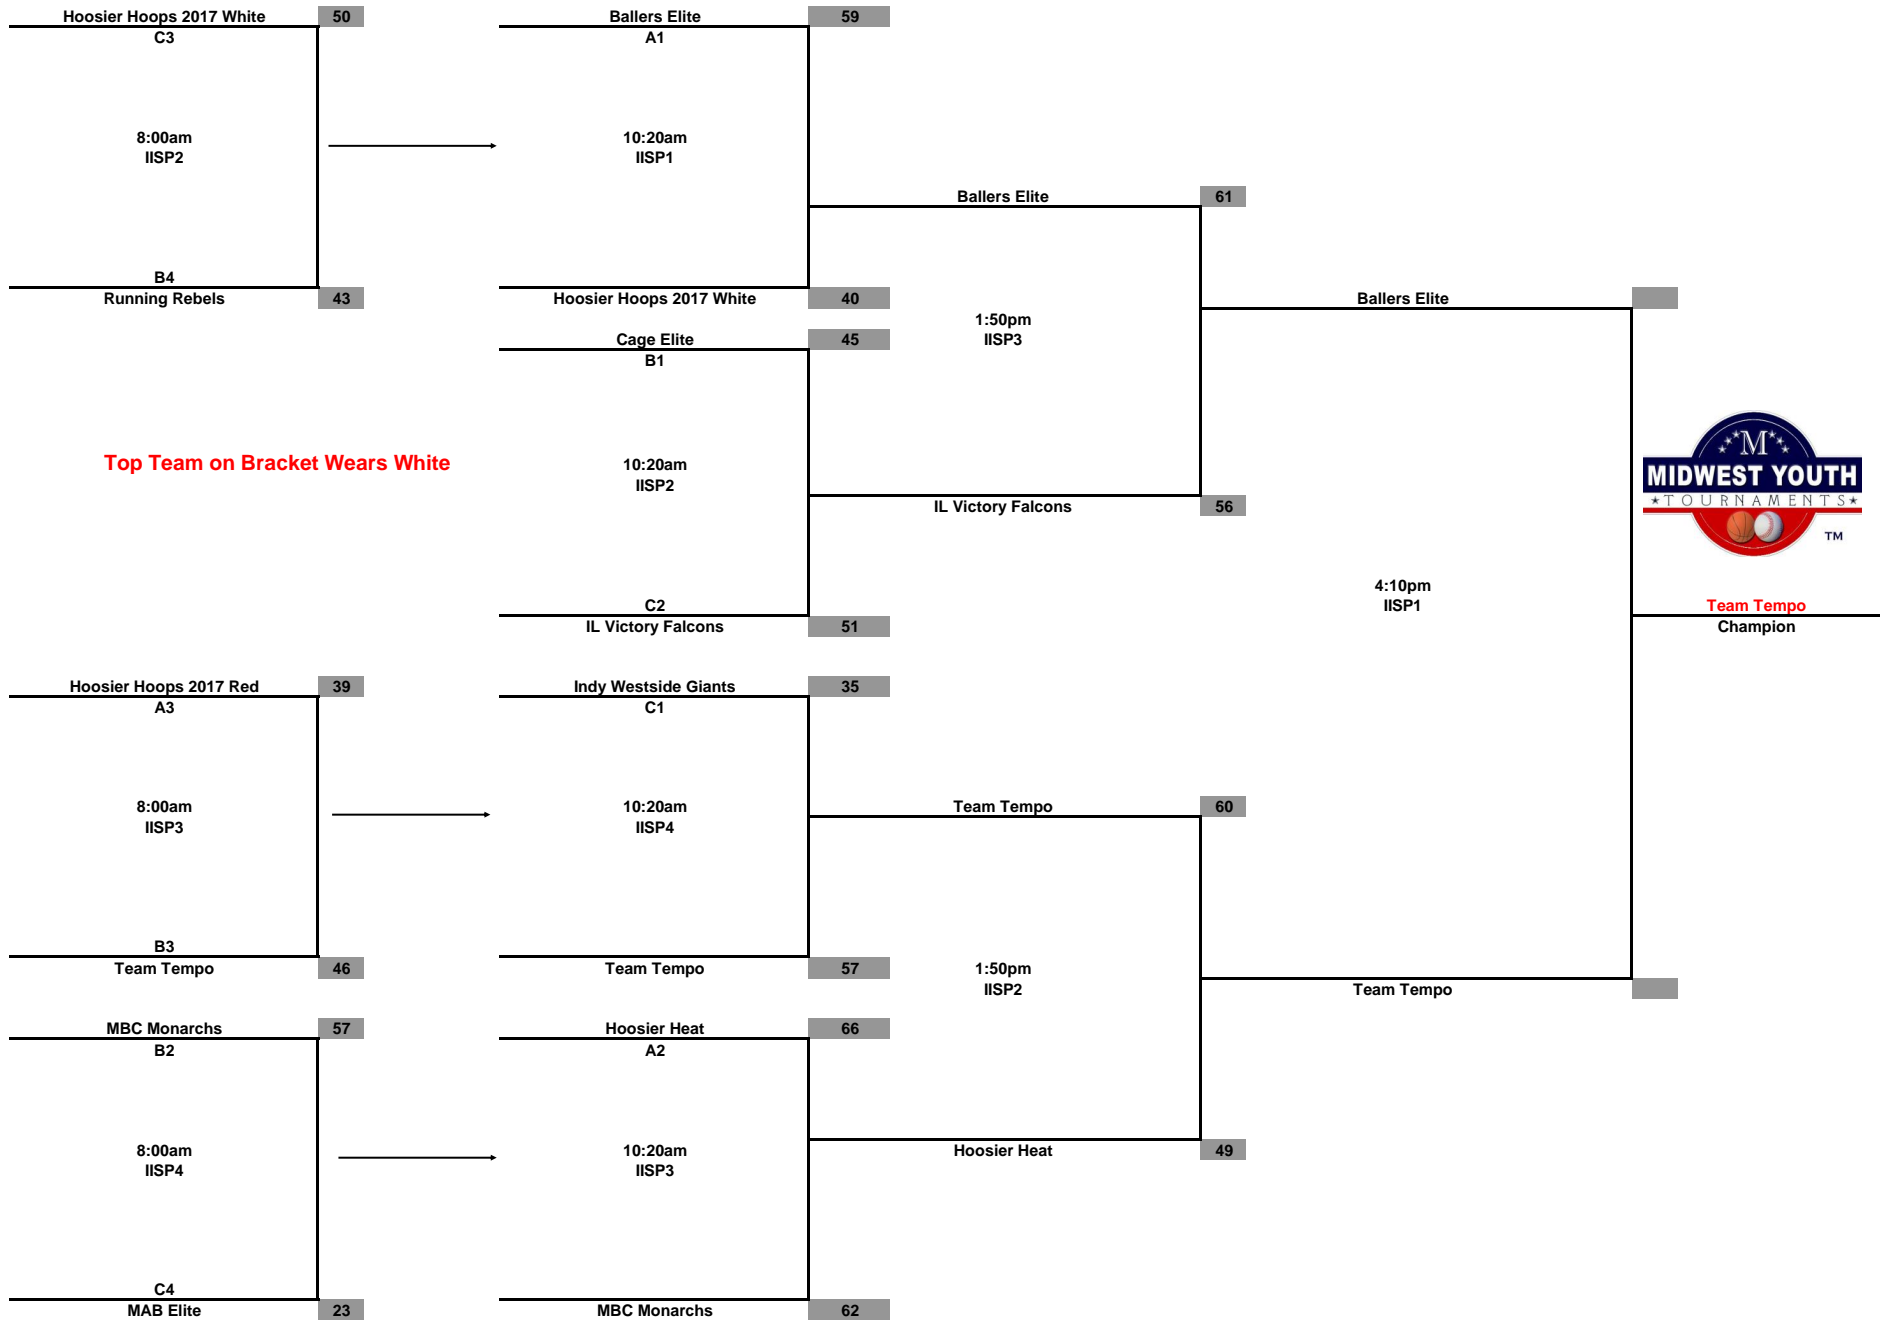 Hoosier Hoops 2017 White 50
C3
8:00am
IISP2
B4
Running Rebels 43
Ballers Elite 59
A1
10:20am
IISP1
Hoosier Hoops 2017 White 40
Cage Elite 45
B1
10:20am
IISP2
C2
IL Victory Falcons 51
Top Team on Bracket Wears White
Hoosier Hoops 2017 Red 39
A3
8:00am
IISP3
B3
Team Tempo 46
Indy Westside Giants 35
C1
10:20am
IISP4
Team Tempo 57
MBC Monarchs 57
B2
8:00am
IISP4
C4
MAB Elite 23
Hoosier Heat 66
A2
10:20am
IISP3
MBC Monarchs 62
Ballers Elite 61
1:50pm
IISP3
IL Victory Falcons 56
Team Tempo 60
1:50pm
IISP2
Hoosier Heat 49
Ballers Elite
4:10pm
IISP1
Team Tempo
M
MIDWEST YOUTH
TOURNAMENTS
TM
Team Tempo
Champion